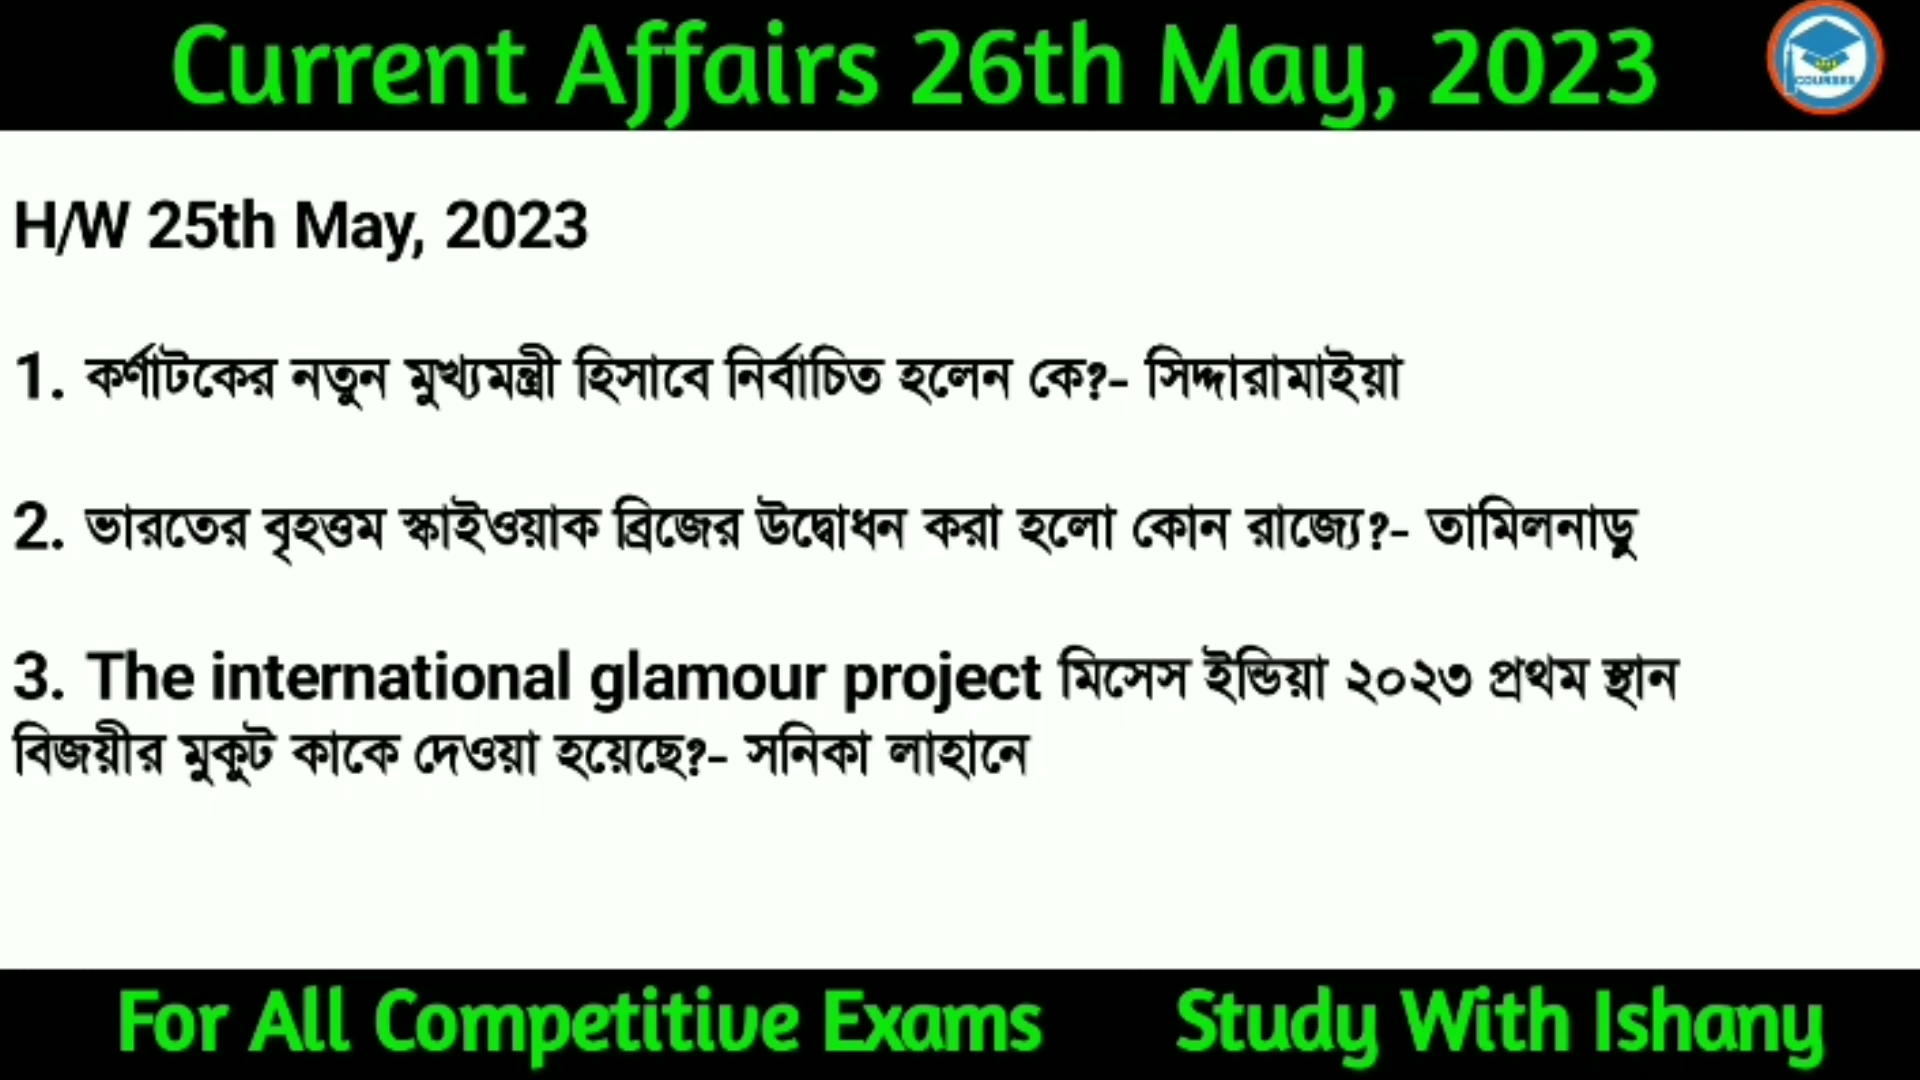 Current Affairs 26th May, 2023
COURSES
H/W 25th May, 2023
1. কর্ণাটকের নতুন মুখ্যমন্ত্রী হিসাবে নির্বাচিত হলেন কে?- সিদ্দারামাইয়া
2. ভারতের বৃহত্তম স্কাইওয়াক ব্রিজের উদ্বোধন করা হলো কোন রাজ্যে?- তামিলনাড়ু
3. The international glamour project মিসেস ইন্ডিয়া ২০২৩ প্রথম স্থান
বিজয়ীর মুকুট কাকে দেওয়া হয়েছে?- সনিকা লাহানে
For All Competitive Exams Study With Ishany